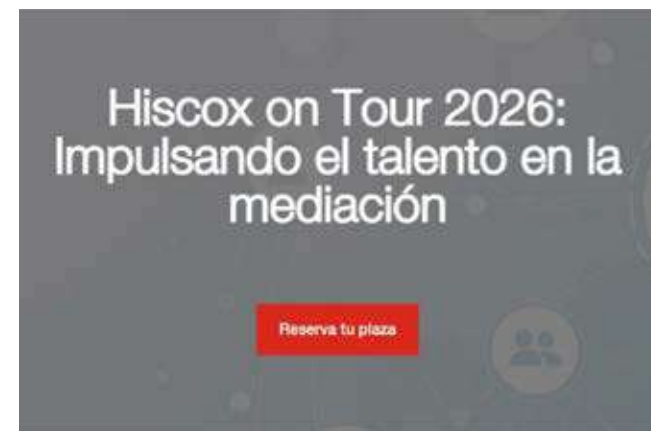 Hiscox on Tour 2026:
Impulsando el talento en la
mediación
Reserva tu plaza